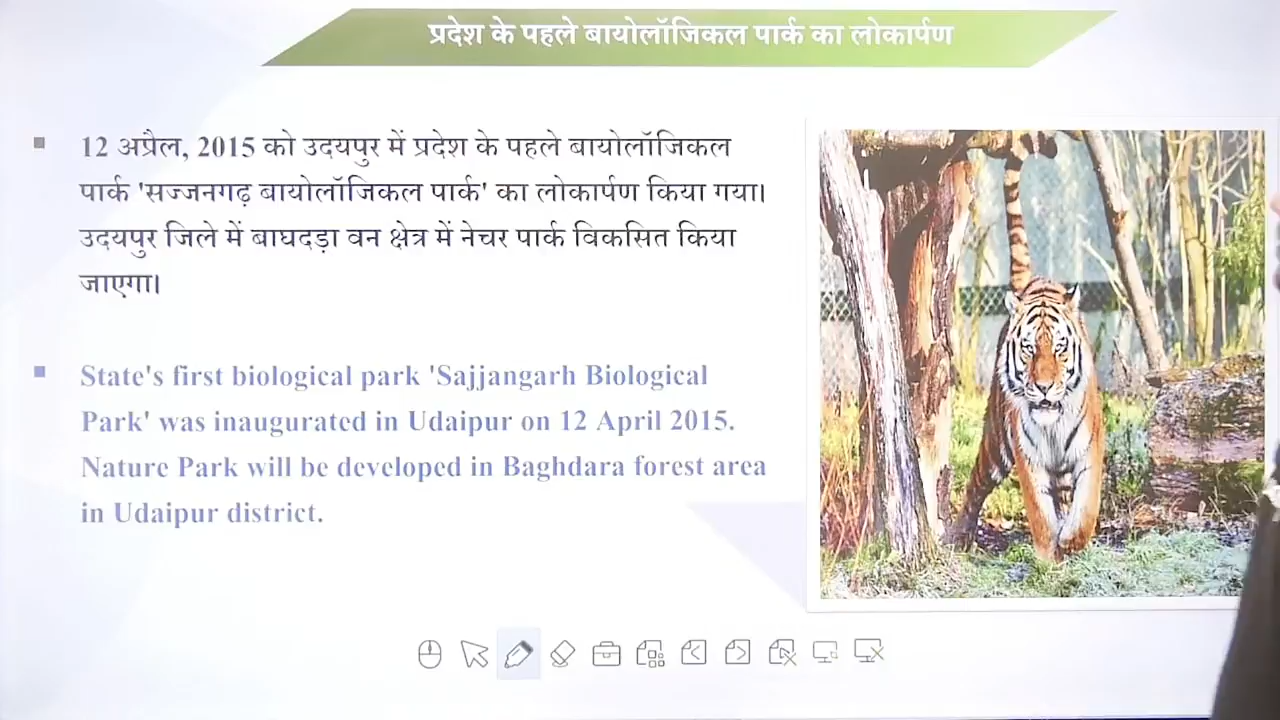 प्रदेश के पहले बायोलॉजिकल पार्क का लोकार्पण
12 अप्रैल, 2015 को उदयपुर में प्रदेश के पहले बायोलॉजिकल
पार्क 'सज्जनगढ़ बायोलॉजिकल पार्क' का लोकार्पण किया गया।
उदयपुर जिले में बाघदड़ा वन क्षेत्र में नेचर पार्क विकसित किया
जाएगा।
State's first biological park 'Sajjangarh Biological
Park' was inaugurated in Udaipur on 12 April 2015.
Nature Park will be developed in Baghdara forest area
in Udaipur district.